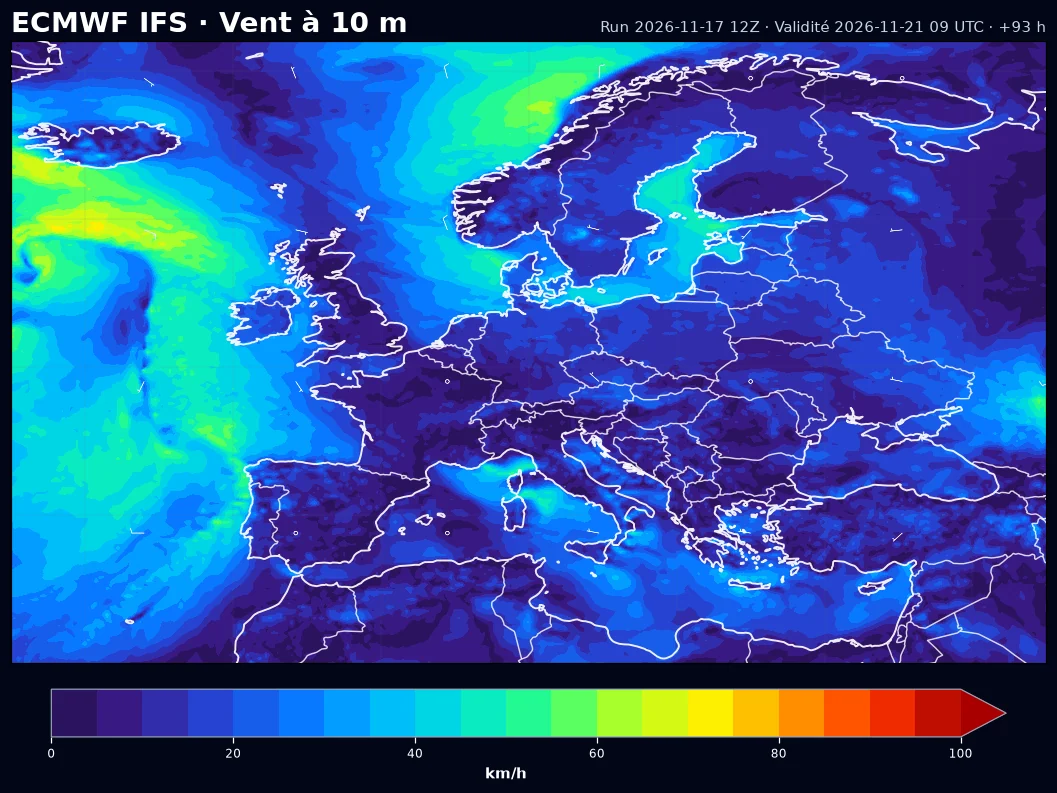 ECMWF IFS · Vent à 10 m
Run 2026-11-17 12Z · Validité 2026-11-21 09 UTC · +93 h
0 20 40 60 80 100
km/h